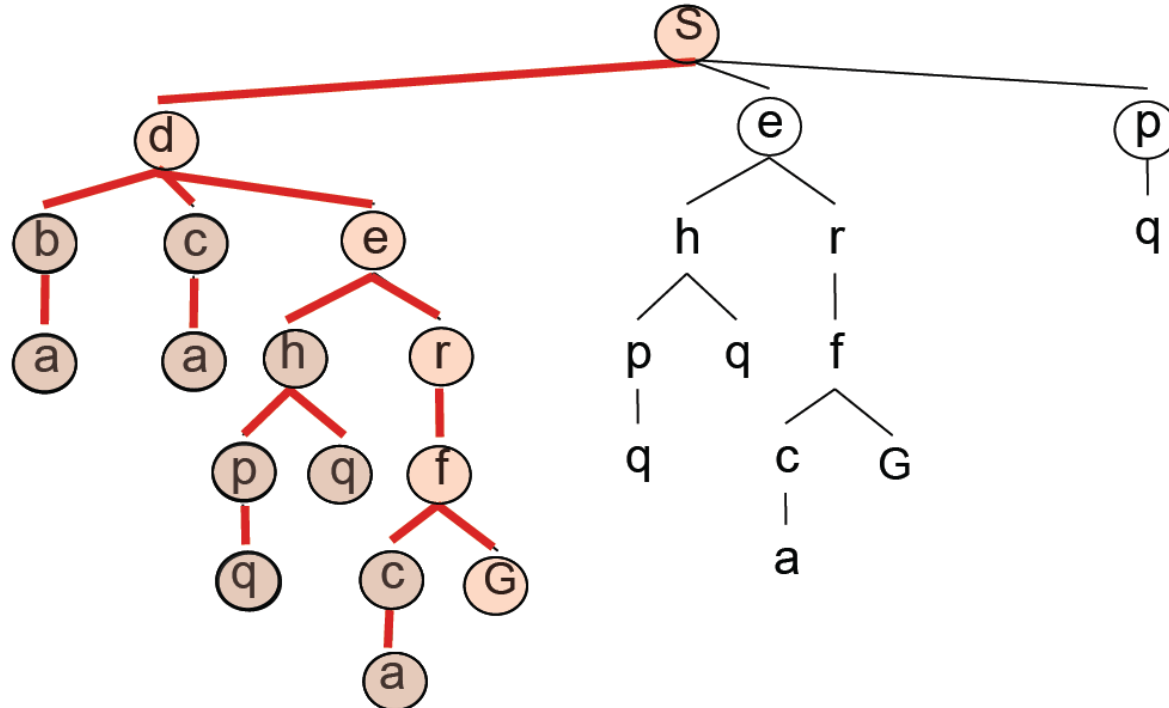 S
d e p
b c e h r q
a a h r p q f
p q f q c G
q c G a
a